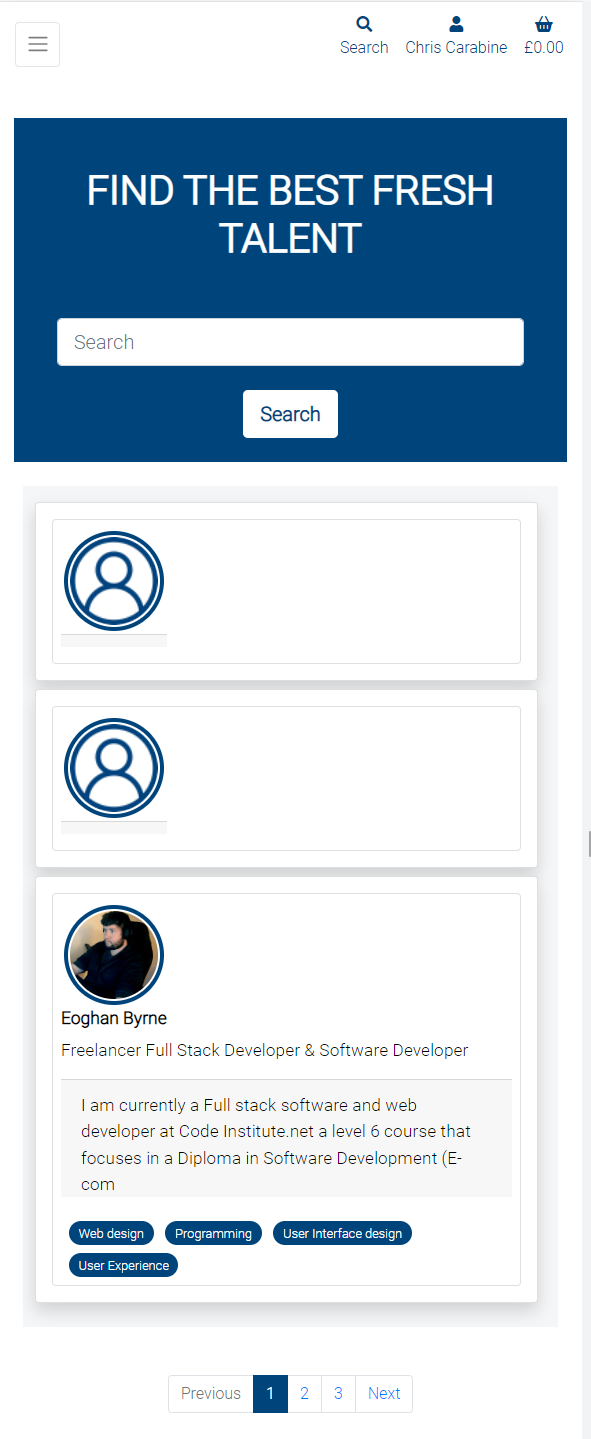 Search Chris Carabine £0.00
FIND THE BEST FRESH
TALENT
Search
Search
Eoghan Byrne
Freelancer Full Stack Developer & Software Developer
I am currently a Full stack software and web
developer at Code Institute.net a level 6 course that
focuses in a Diploma in Software Development (E-
com
Web design Programming User Interface design
User Experience
Previous 1 2 3 Next